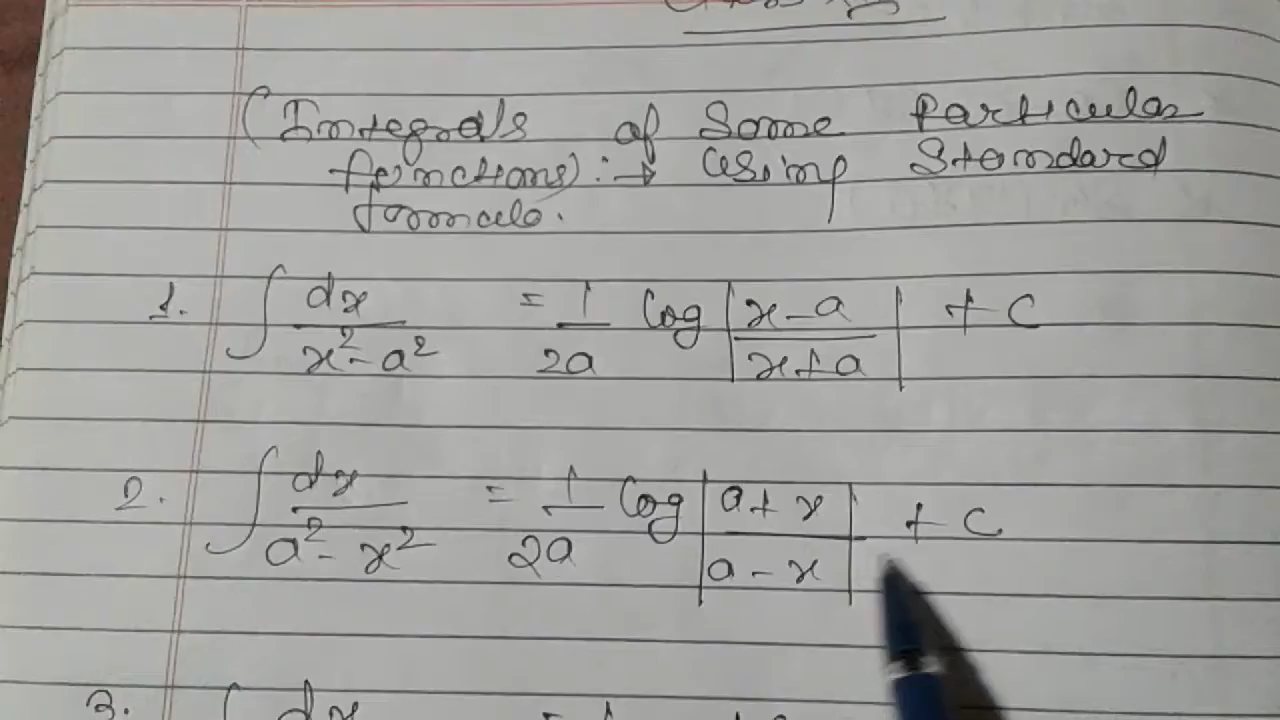 (Integrals of Some Particular
functions) :→ Using Standard
formula.
1. ∫ dx / (x² - a²) = 1/2a log |(x - a)/(x + a)| + C
2. ∫ dx / (a² - x²) = 1/2a log |(a + x)/(a - x)| + C
3. ∫ dx =